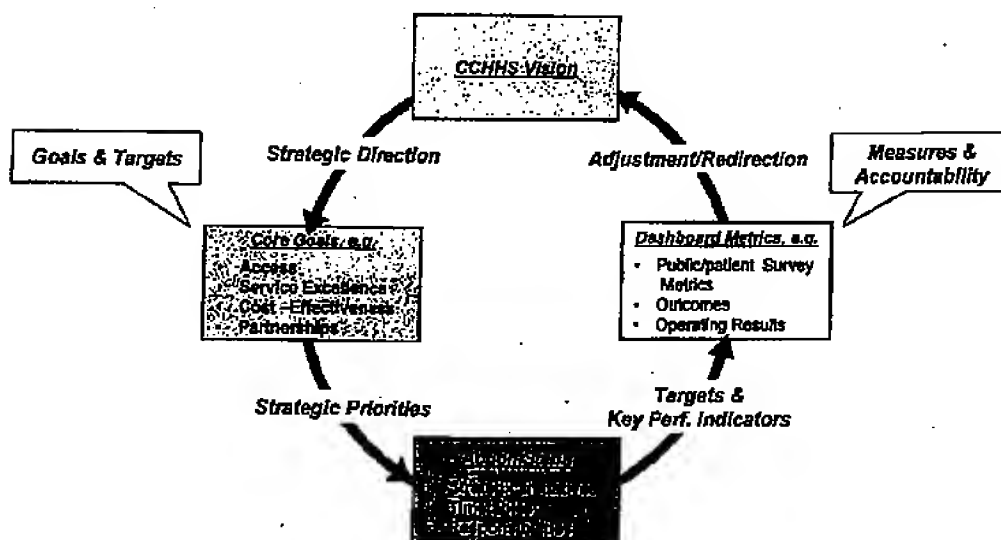 CCHHS Vision
Goals & Targets
Strategic Direction
Adjustment/Redirection
Measures &
Accountability
Core Goals, e.g.
Access
Service Excellence
Cost-Effectiveness
Partnerships
Dashboard Metrics, e.g.
• Public/patient Survey
Metrics
• Outcomes
• Operating Results
Strategic Priorities
Targets &
Key Perf. Indicators